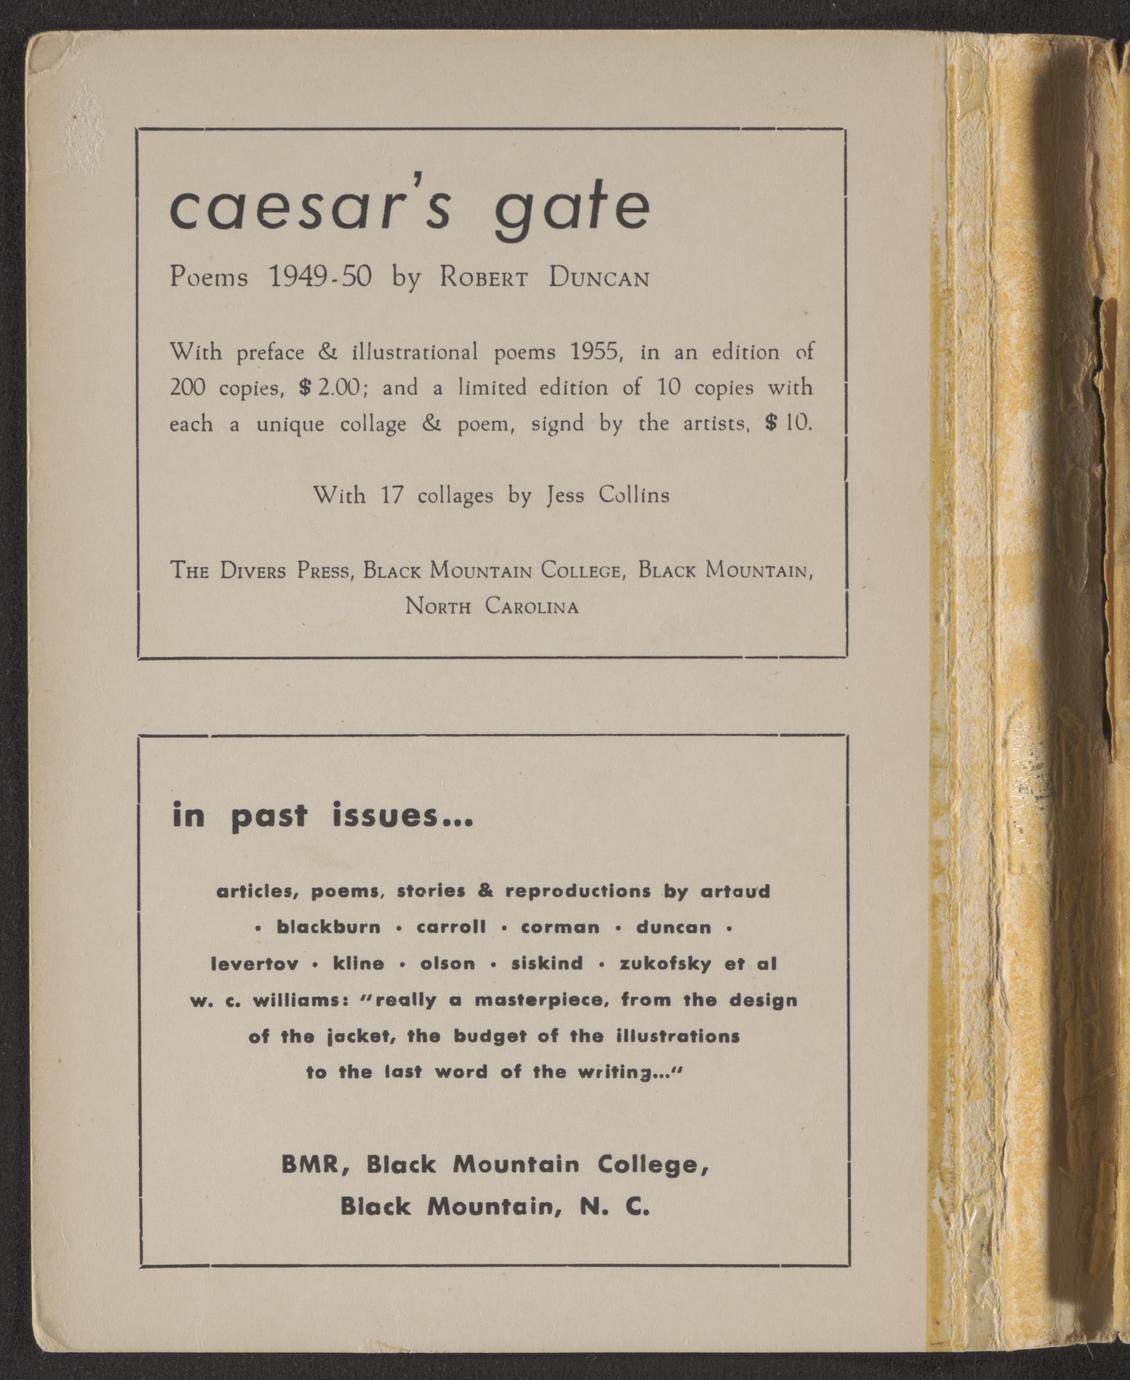 caesar's gate
Poems 1949-50 by ROBERT DUNCAN
With preface & illustrational poems 1955, in an edition of
200 copies, $ 2.00; and a limited edition of 10 copies with
each a unique collage & poem, signd by the artists, $ 10.
With 17 collages by Jess Collins
THE DIVERS PRESS, BLACK MOUNTAIN COLLEGE, BLACK MOUNTAIN,
NORTH CAROLINA
in past issues...
articles, poems, stories & reproductions by artaud
• blackburn • carroll • corman • duncan •
levertov • kline • olson • siskind • zukofsky et al
w. c. williams: "really a masterpiece, from the design
of the jacket, the budget of the illustrations
to the last word of the writing..."
BMR, Black Mountain College,
Black Mountain, N. C.